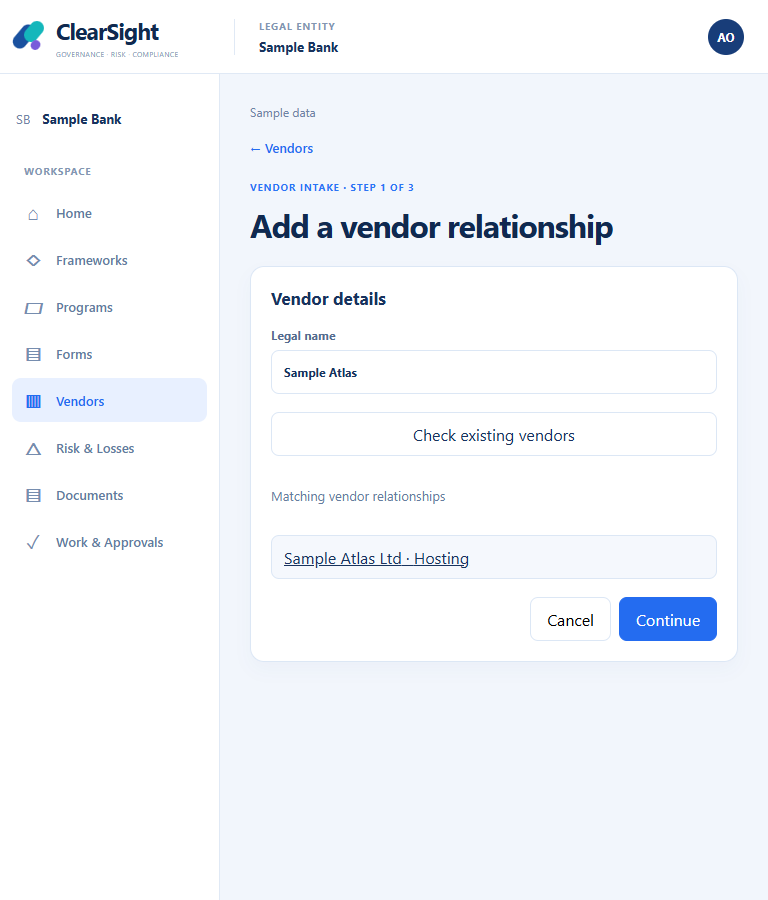 ClearSight
GOVERNANCE · RISK · COMPLIANCE
LEGAL ENTITY
Sample Bank
AO
SB Sample Bank
WORKSPACE
Home
Frameworks
Programs
Forms
Vendors
Risk & Losses
Documents
Work & Approvals
Sample data
← Vendors
VENDOR INTAKE · STEP 1 OF 3
Add a vendor relationship
Vendor details
Legal name
Sample Atlas
Check existing vendors
Matching vendor relationships
Sample Atlas Ltd · Hosting
Cancel
Continue